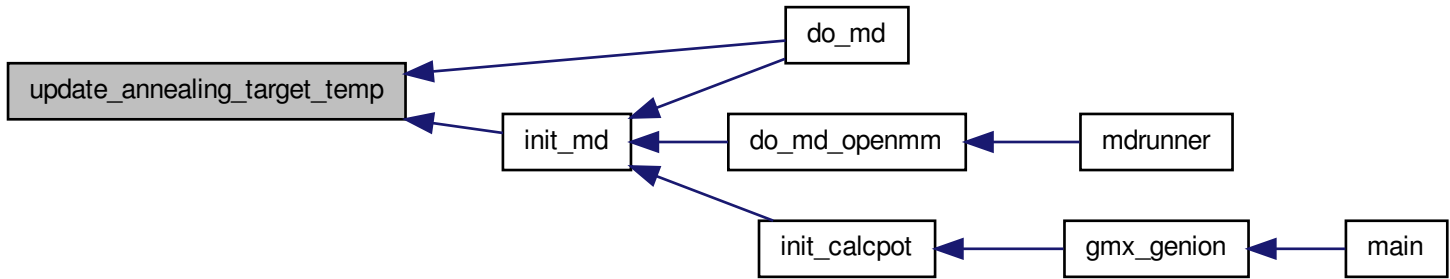 do_md
update_annealing_target_temp
init_md
do_md_openmm
mdrunner
init_calcpot
gmx_genion
main